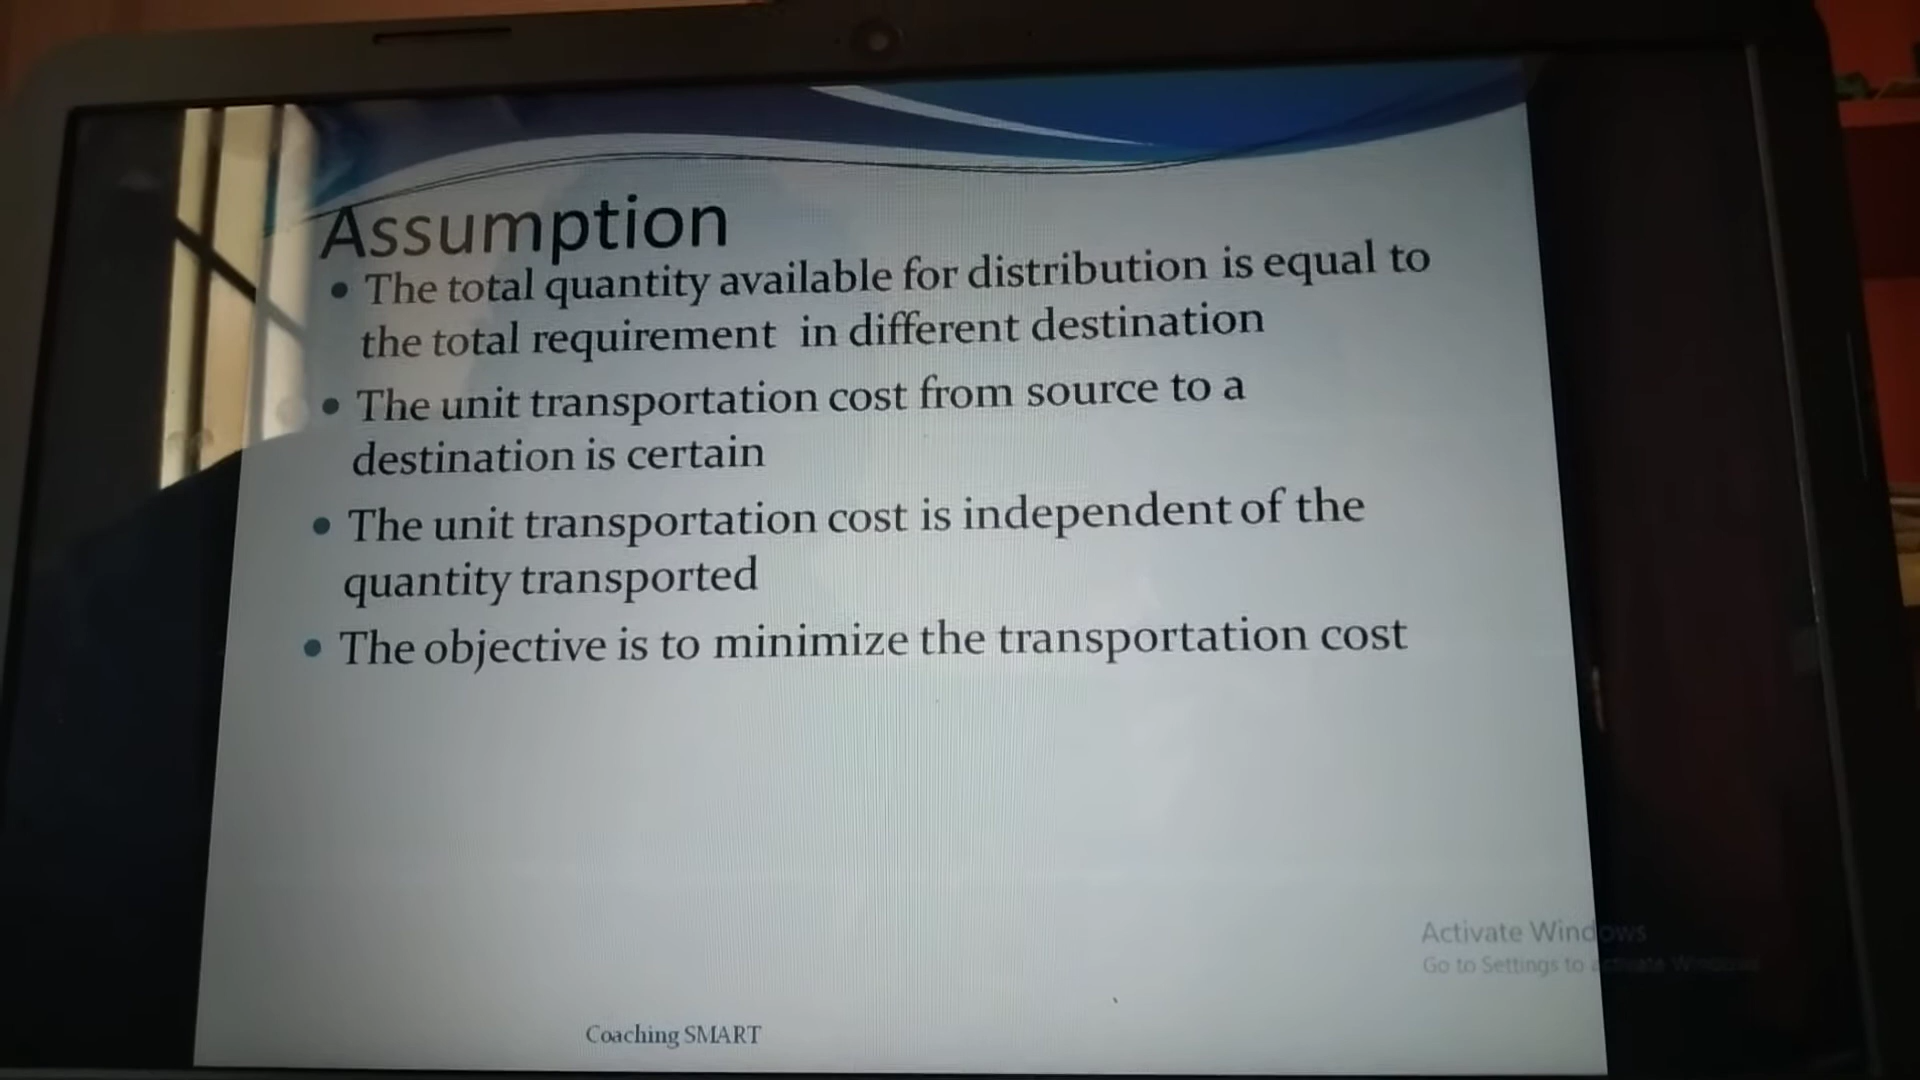 Assumption
• The total quantity available for distribution is equal to
the total requirement in different destination
• The unit transportation cost from source to a
destination is certain
• The unit transportation cost is independent of the
quantity transported
• The objective is to minimize the transportation cost
Activate Windows
Go to Settings to activate Windows
Coaching SMART